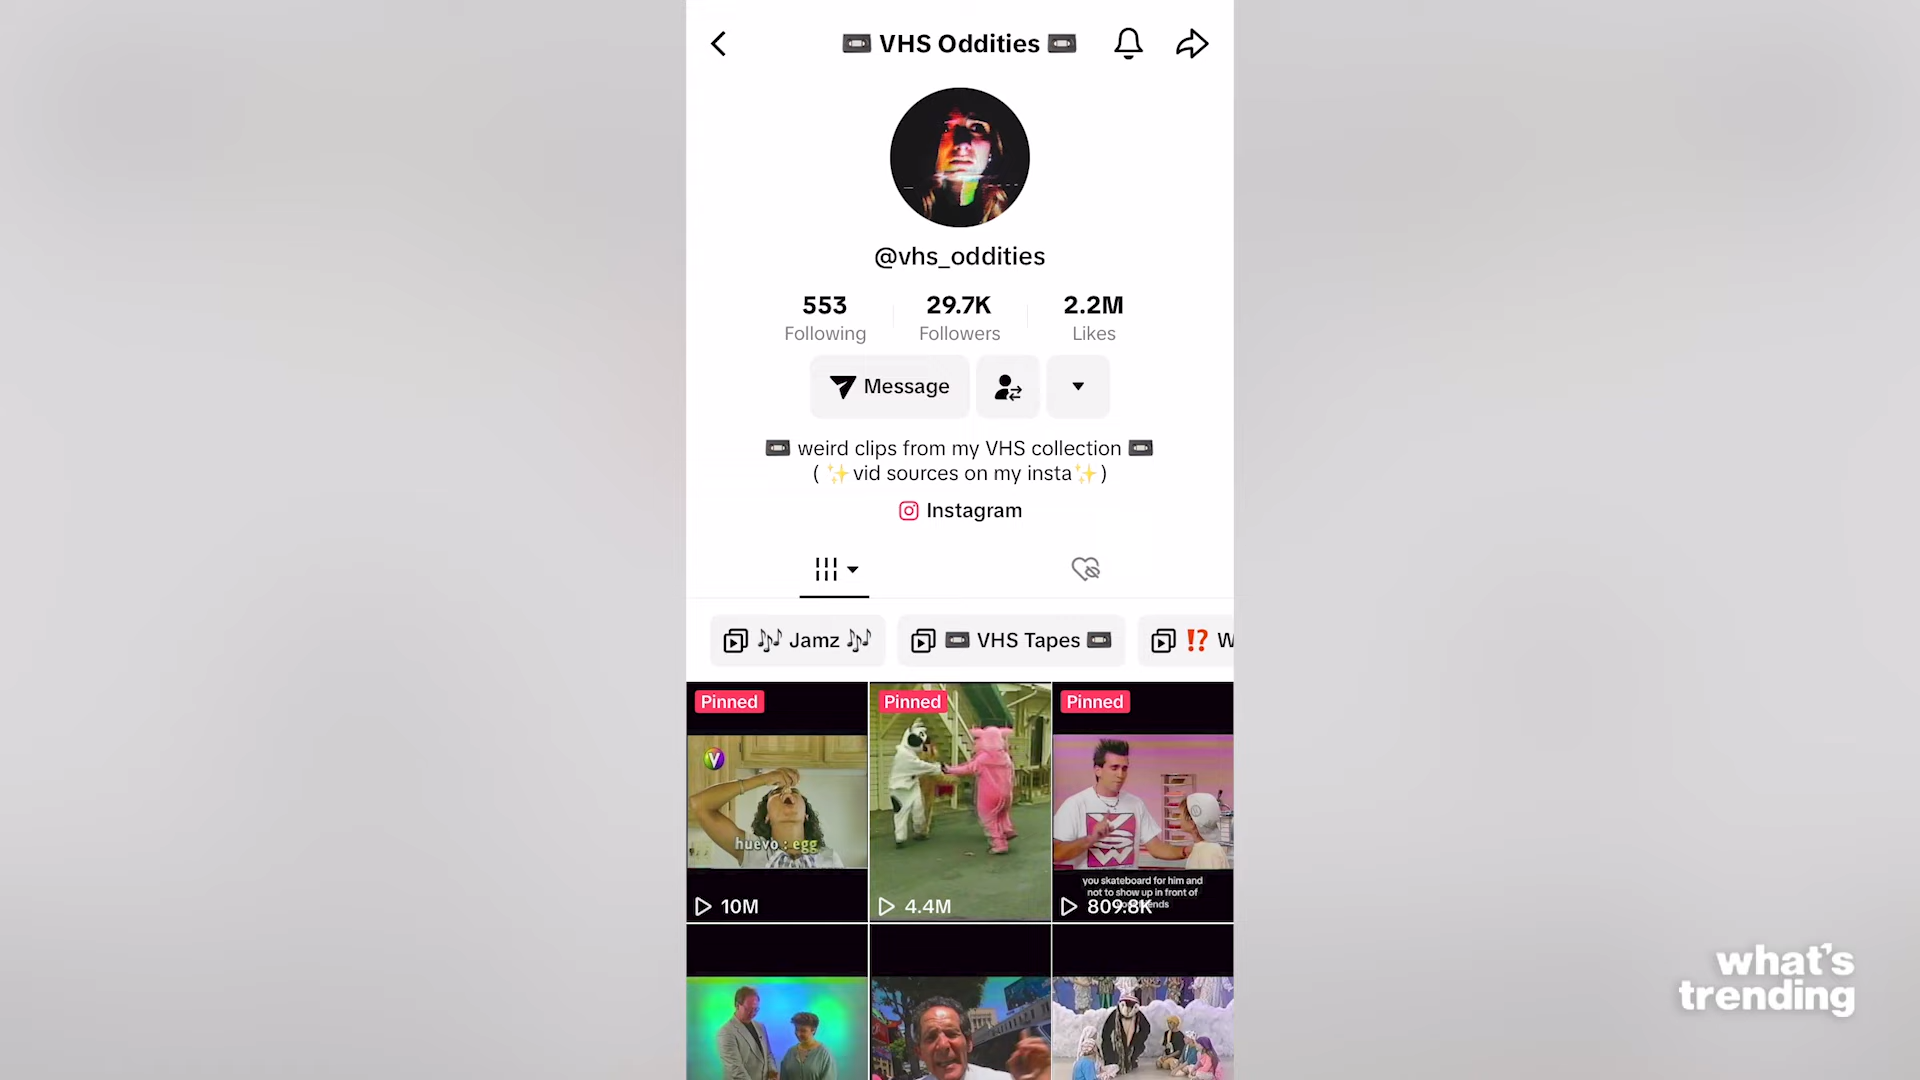 📼 VHS Oddities 📼
@vhs_oddities
553
Following
29.7K
Followers
2.2M
Likes
Message
📼 weird clips from my VHS collection 📼
( ✨vid sources on my insta✨)
Instagram
🎶 Jamz 🎶
📼 VHS Tapes 📼
⁉️ W
Pinned
Pinned
Pinned
V
huevo : egg
VSW
you skateboard for him and
not to show up in front of
10M
4.4M
809.8K
what's
trending